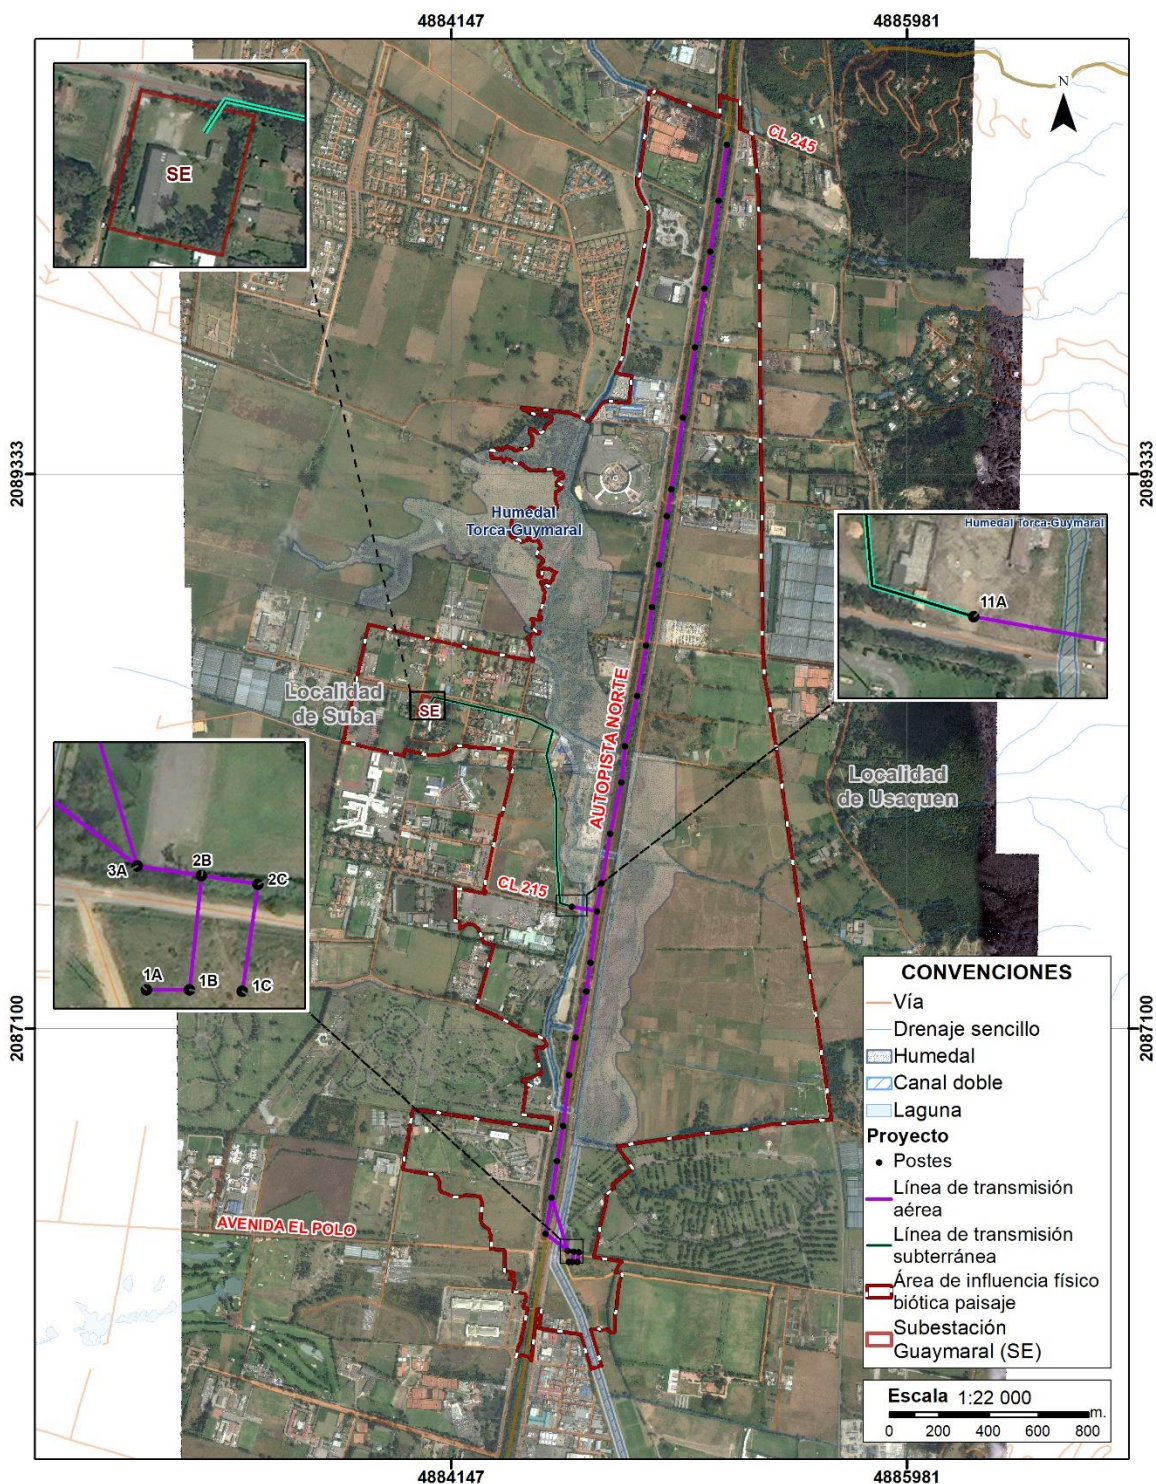 4884147
4885981
N
CL 245
SE
2089333
2089333
Humedal
Torca-Guymaral
Humedal Torca-Guymaral
11A
Localidad
de Suba
SE
AUTOPISTA NORTE
Localidad
de Usaquen
3A
2B
2C
1A
1B
1C
CL 215
2087100
2087100
AVENIDA EL POLO
CONVENCIONES
Vía
Drenaje sencillo
Humedal
Canal doble
Laguna
Proyecto
Postes
Línea de transmisión
aérea
Línea de transmisión
subterránea
Área de influencia físico
biótica paisaje
Subestación
Guaymaral (SE)
Escala 1:22 000
m.
0 200 400 600 800
4884147
4885981